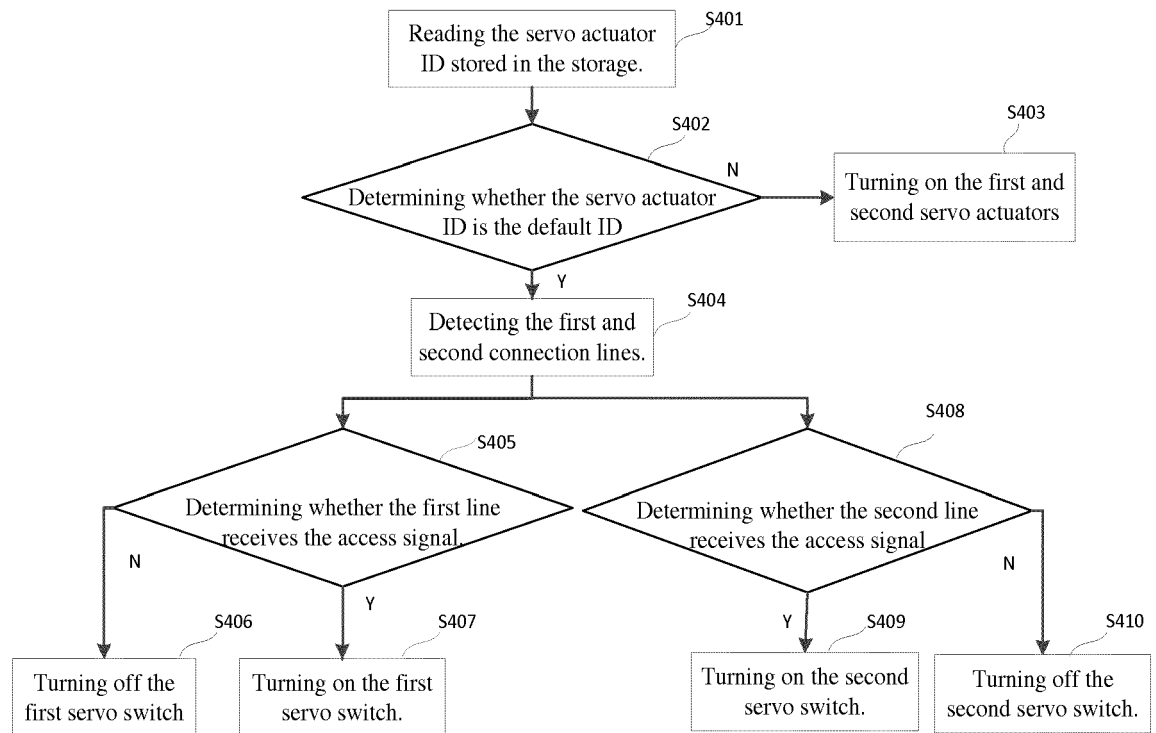 S401
Reading the servo actuator
ID stored in the storage.
S402
Determining whether the servo actuator
ID is the default ID
N
S403
Turning on the first and
second servo actuators
Y
S404
Detecting the first and
second connection lines.
S405
Determining whether the first line
receives the access signal.
S408
Determining whether the second line
receives the access signal
N
Y
Y
N
S406
Turning off the
first servo switch
S407
Turning on the first
servo switch.
S409
Turning on the second
servo switch.
S410
Turning off the
second servo switch.